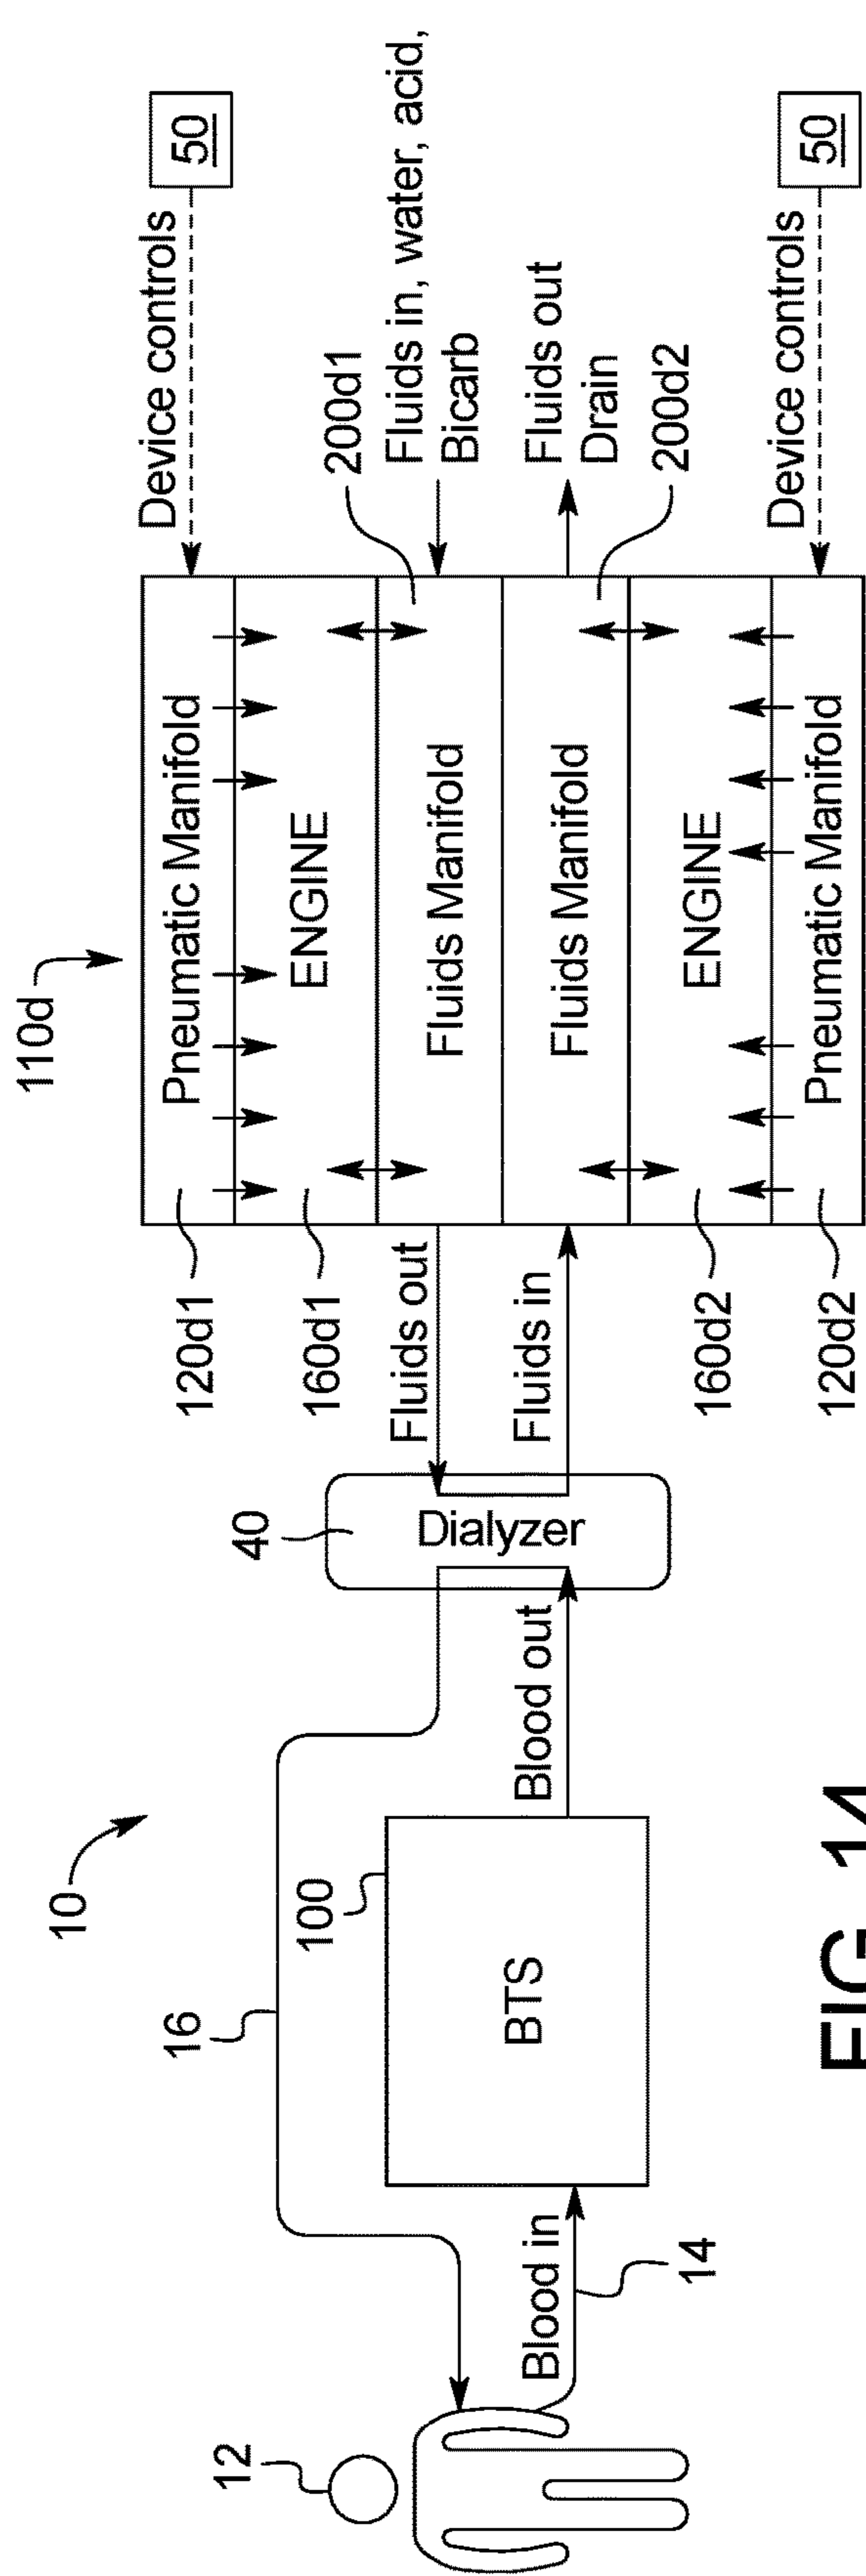 10
12
16
100
BTS
Blood in
14
Blood out
40
Dialyzer
Fluids out
Fluids in
110d
120d1
160d1
160d2
120d2
Pneumatic Manifold
ENGINE
Fluids Manifold
Fluids Manifold
ENGINE
Pneumatic Manifold
Device controls
50
200d1
Fluids in, water, acid,
Bicarb
Fluids out
Drain
200d2
Device controls
50
FIG. 14